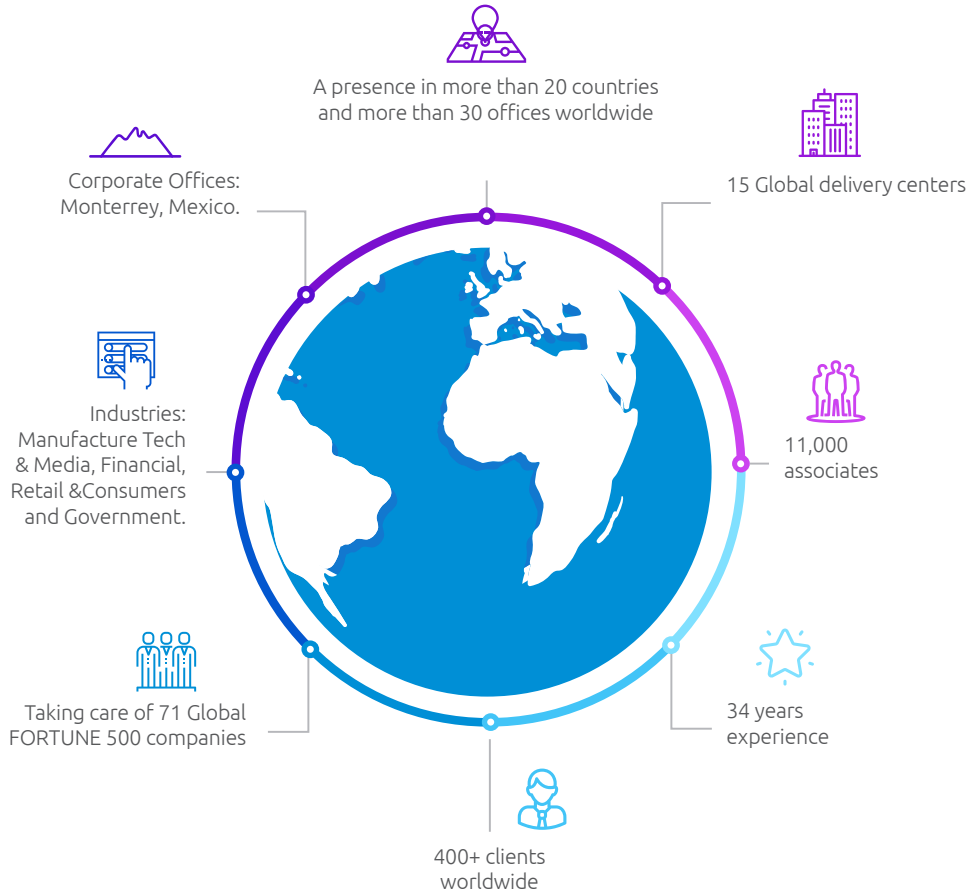 A presence in more than 20 countries
and more than 30 offices worldwide
15 Global delivery centers
11,000
associates
34 years
experience
400+ clients
worldwide
Taking care of 71 Global
FORTUNE 500 companies
Industries:
Manufacture Tech
& Media, Financial,
Retail &Consumers
and Government.
Corporate Offices:
Monterrey, Mexico.